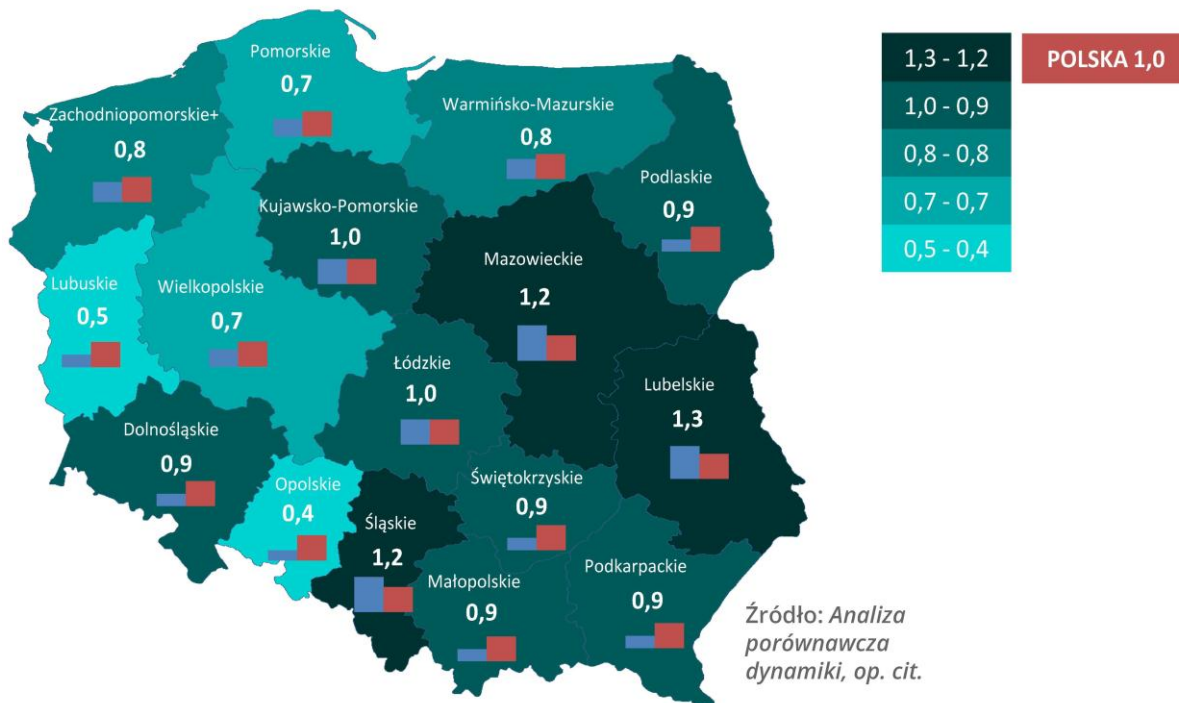 Pomorskie
0,7
Zachodniopomorskie+
0,8
Warmińsko-Mazurskie
0,8
Podlaskie
0,9
Kujawsko-Pomorskie
1,0
Mazowieckie
1,2
Lubuskie
0,5
Wielkopolskie
0,7
Łódzkie
1,0
Lubelskie
1,3
Dolnośląskie
0,9
Opolskie
0,4
Śląskie
1,2
Świętokrzyskie
0,9
Małopolskie
0,9
Podkarpackie
0,9
1,3 - 1,2
1,0 - 0,9
0,8 - 0,8
0,7 - 0,7
0,5 - 0,4
POLSKA 1,0
Źródło: Analiza
porównawcza
dynamiki, op. cit.